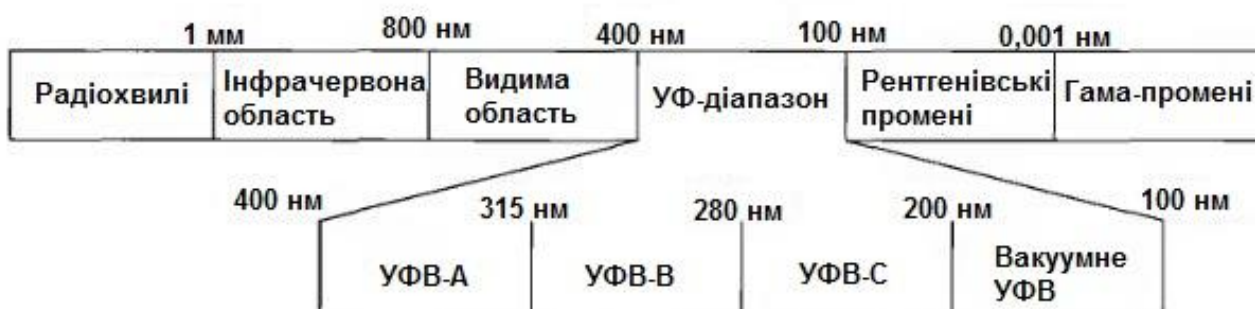 1 мм 800 нм 400 нм 100 нм 0,001 нм
Радіохвилі Інфрачервона область Видима область УФ-діапазон Рентгенівські промені Гама-промені
400 нм 315 нм 280 нм 200 нм 100 нм
УФВ-А УФВ-В УФВ-С Вакуумне УФВ